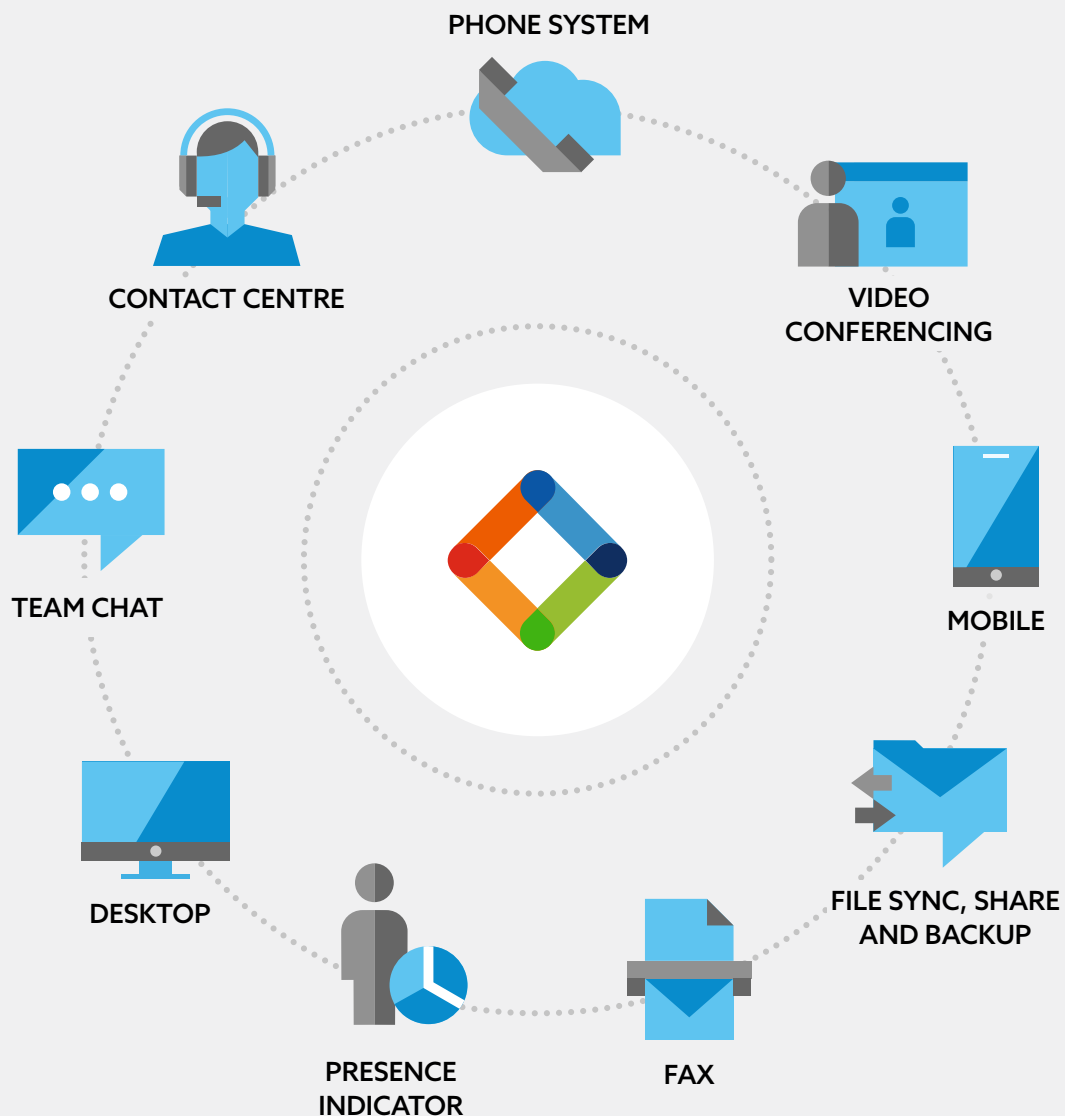 PHONE SYSTEM
CONTACT CENTRE
VIDEO
CONFERENCING
TEAM CHAT
MOBILE
DESKTOP
FILE SYNC, SHARE
AND BACKUP
PRESENCE
INDICATOR
FAX